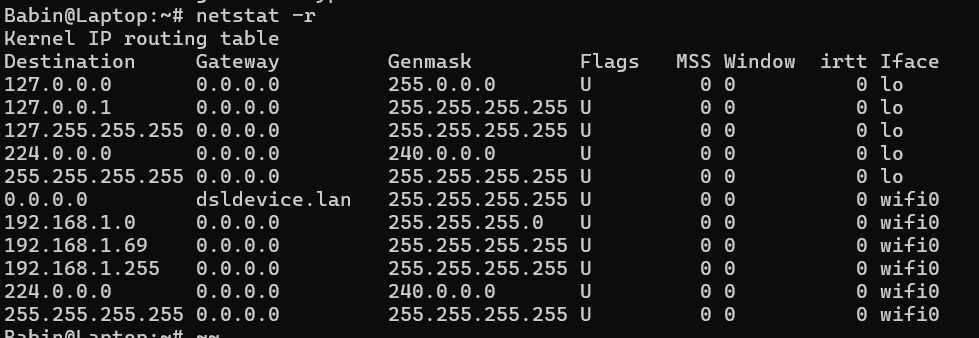 Babin@Laptop:~# netstat -r
Kernel IP routing table
Destination     Gateway         Genmask         Flags   MSS Window  irtt Iface
127.0.0.0       0.0.0.0         255.0.0.0       U         0 0          0 lo
127.0.0.1       0.0.0.0         255.255.255.255 U         0 0          0 lo
127.255.255.255 0.0.0.0         255.255.255.255 U         0 0          0 lo
224.0.0.0       0.0.0.0         240.0.0.0       U         0 0          0 lo
255.255.255.255 0.0.0.0         255.255.255.255 U         0 0          0 lo
0.0.0.0         dsldevice.lan   255.255.255.255 U         0 0          0 wifi0
192.168.1.0     0.0.0.0         255.255.255.0   U         0 0          0 wifi0
192.168.1.69    0.0.0.0         255.255.255.255 U         0 0          0 wifi0
192.168.1.255   0.0.0.0         255.255.255.255 U         0 0          0 wifi0
224.0.0.0       0.0.0.0         240.0.0.0       U         0 0          0 wifi0
255.255.255.255 0.0.0.0         255.255.255.255 U         0 0          0 wifi0
Babin@Laptop:~#